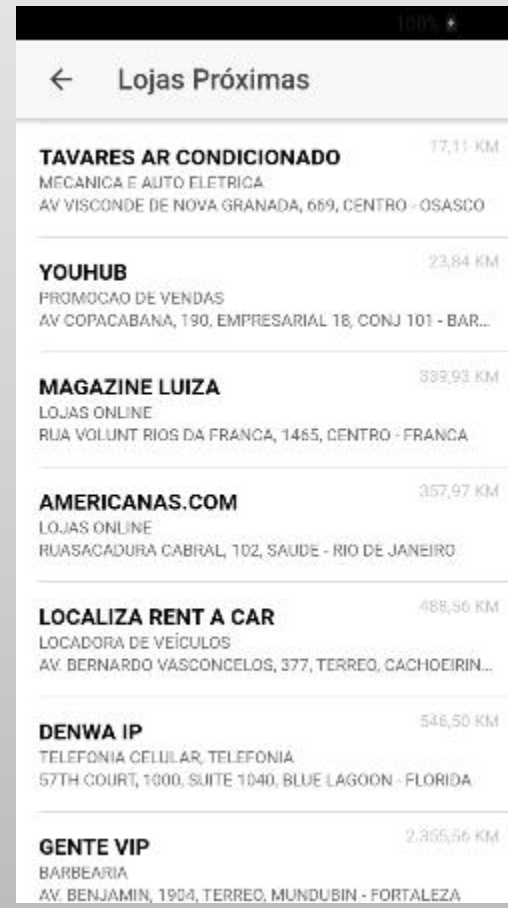 100%
Lojas Próximas
17,11 KM
TAVARES AR CONDICIONADO
MECANICA E AUTO ELETRICA
AV VISCONDE DE NOVA GRANADA, 669, CENTRO - OSASCO
23,84 KM
YOUHUB
PROMOCAO DE VENDAS
AV COPACABANA, 190, EMPRESARIAL 18, CONJ 101 - BAR...
339,93 KM
MAGAZINE LUIZA
LOJAS ONLINE
RUA VOLUNT RIOS DA FRANCA, 1465, CENTRO - FRANCA
357,97 KM
AMERICANAS.COM
LOJAS ONLINE
RUASACADURA CABRAL, 102, SAUDE - RIO DE JANEIRO
488,56 KM
LOCALIZA RENT A CAR
LOCADORA DE VEÍCULOS
AV. BERNARDO VASCONCELOS, 377, TERREO, CACHOEIRIN...
546,50 KM
DENWA IP
TELEFONIA CELULAR, TELEFONIA
57TH COURT, 1000, SUITE 1040, BLUE LAGOON - FLORIDA
2.355,56 KM
GENTE VIP
BARBEARIA
AV. BENJAMIN, 1904, TERREO, MUNDUBIN - FORTALEZA